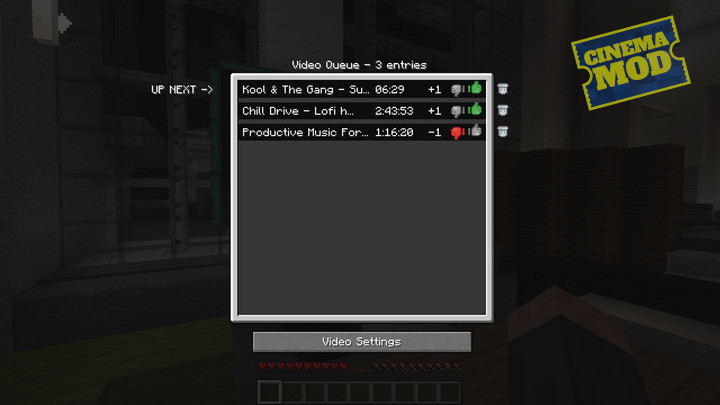 CINEMA
MOD
Video Queue - 3 entries
UP NEXT ->
Kool & The Gang - Su... 06:29 +1
Chill Drive - Lofi h... 2:43:53 +1
Productive Music For... 1:16:20 -1
Video Settings